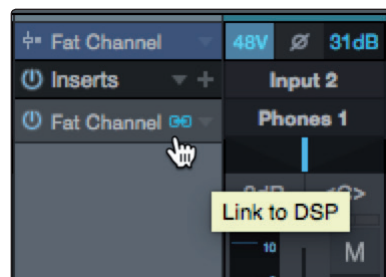 Fat Channel
48V Ø 31dB
Inserts
Input 2
Fat Channel
Phones 1
Link to DSP
10
M